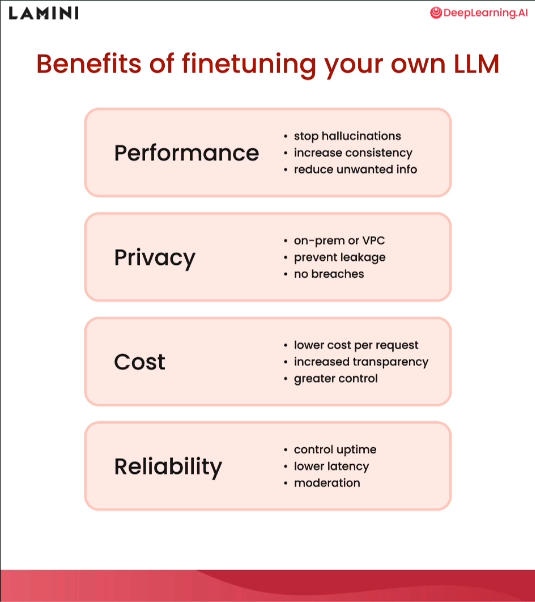 LAMINI
DeepLearning.AI
Benefits of finetuning your own LLM
Performance
• stop hallucinations
• increase consistency
• reduce unwanted info
Privacy
• on-prem or VPC
• prevent leakage
• no breaches
Cost
• lower cost per request
• increased transparency
• greater control
Reliability
• control uptime
• lower latency
• moderation